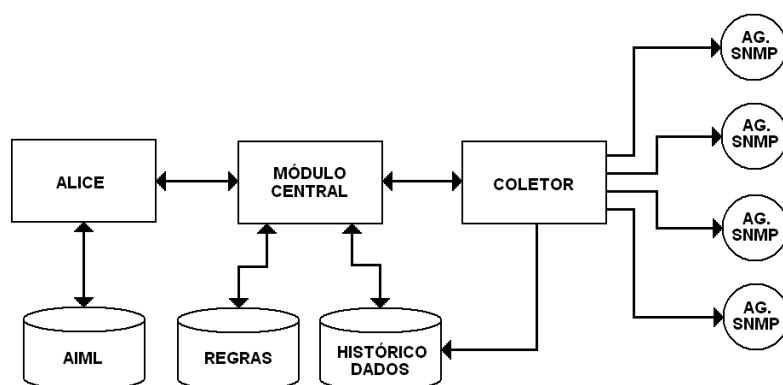 AG.
SNMP
AG.
SNMP
ALICE
MÓDULO
CENTRAL
COLETOR
AG.
SNMP
AG.
SNMP
AIML
REGRAS
HISTÓRICO
DADOS